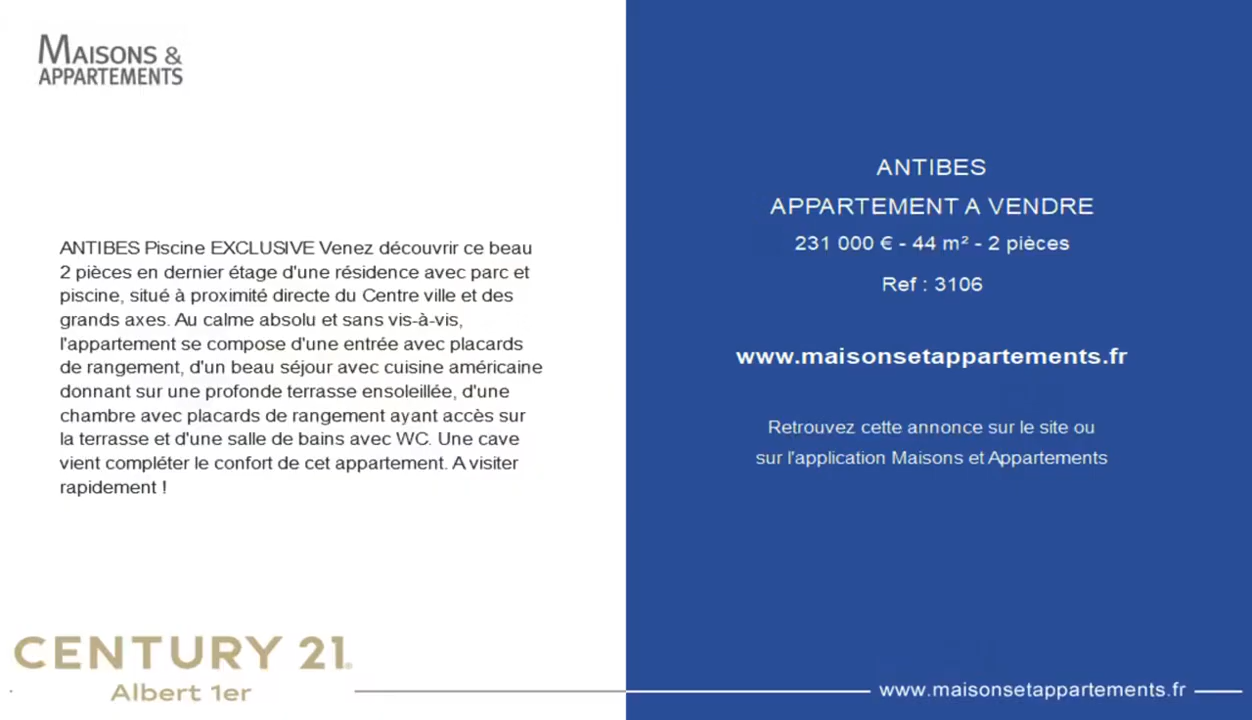 MAISONS &
APPARTEMENTS
ANTIBES Piscine EXCLUSIVE Venez découvrir ce beau
2 pièces en dernier étage d'une résidence avec parc et
piscine, situé à proximité directe du Centre ville et des
grands axes. Au calme absolu et sans vis-à-vis,
l'appartement se compose d'une entrée avec placards
de rangement, d'un beau séjour avec cuisine américaine
donnant sur une profonde terrasse ensoleillée, d'une
chambre avec placards de rangement ayant accès sur
la terrasse et d'une salle de bains avec WC. Une cave
vient compléter le confort de cet appartement. A visiter
rapidement !
CENTURY 21
Albert 1er
ANTIBES
APPARTEMENT A VENDRE
231 000 € - 44 m² - 2 pièces
Ref : 3106
www.maisonsetappartements.fr
Retrouvez cette annonce sur le site ou
sur l'application Maisons et Appartements
www.maisonsetappartements.fr